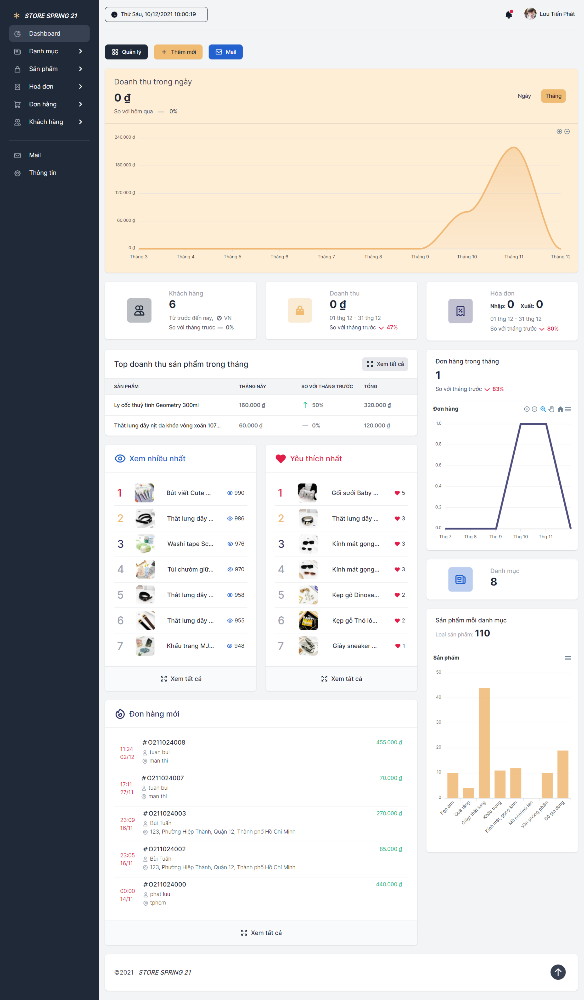 STORE SPRING 21
Dashboard
Danh mục
Sản phẩm
Hoá đơn
Đơn hàng
Khách hàng
Mail
Thông tin
Thứ Sáu, 10/12/2021 10:00:19
Lưu Tiến Phát
Quản lý
Thêm mới
Mail
Doanh thu trong ngày
0 ₫
So với hôm qua — 0%
Ngày
Tháng
240.000 ₫
180.000 ₫
120.000 ₫
60.000 ₫
0 ₫
Tháng 3 Tháng 4 Tháng 5 Tháng 6 Tháng 7 Tháng 8 Tháng 9 Tháng 10 Tháng 11 Tháng 12
Khách hàng
6
Từ trước đến nay, VN
So với tháng trước — 0%
Doanh thu
0 ₫
01 thg 12 - 31 thg 12
So với tháng trước 47%
Hóa đơn
Nhập: 0 Xuất: 0
01 thg 12 - 31 thg 12
So với tháng trước 80%
Top doanh thu sản phẩm trong tháng
Xem tất cả
SẢN PHẨM THÁNG NÀY SO VỚI THÁNG TRƯỚC TỔNG
Ly cốc thuỷ tinh Geometry 300ml 160.000 ₫ 50% 320.000 ₫
Thắt lưng dây nịt da khóa vòng xoắn 107... 60.000 ₫ — 0% 120.000 ₫
Đơn hàng trong tháng
1
So với tháng trước 83%
Đơn hàng
1.0
0.8
0.6
0.4
0.2
0.0
Thg 7 Thg 8 Thg 9 Thg 10 Thg 11
Xem nhiều nhất
1 Bút viết Cute ... 990
2 Thắt lưng dây ... 986
3 Washi tape Sc... 976
4 Túi chườm giữ... 970
5 Thắt lưng dây ... 958
6 Thắt lưng dây ... 955
7 Khẩu trang MJ... 948
Xem tất cả
Yêu thích nhất
1 Gối sưởi Baby ... 5
2 Thắt lưng dây ... 3
3 Kính mát gọng... 3
4 Kính mát gọng... 3
5 Kẹp gỗ Dinosa... 2
6 Kẹp gỗ Thỏ lô... 2
7 Giày sneaker ... 1
Xem tất cả
Danh mục
8
Sản phẩm mỗi danh mục
Loại sản phẩm: 110
Sản phẩm
50
40
30
20
10
0
Kẹp ảnh
Quà tặng
Giày/ thắt lưng
Khẩu trang
Kính mắt, gọng kính
Mũ nón/mũ len
Văn phòng phẩm
Đồ gia dụng
Đơn hàng mới
11:24
02/12
#O211024008
tuan bui
man thi
455.000 ₫
17:11
27/11
#O211024007
tuan bui
man thi
70.000 ₫
23:09
16/11
#O211024003
Bùi Tuấn
123, Phường Hiệp Thành, Quận 12, Thành phố Hồ Chí Minh
270.000 ₫
23:05
16/11
#O211024002
Bùi Tuấn
123, Phường Hiệp Thành, Quận 12, Thành phố Hồ Chí Minh
85.000 ₫
00:00
14/11
#O211024000
phat luu
tphcm
440.000 ₫
Xem tất cả
©2021 STORE SPRING 21